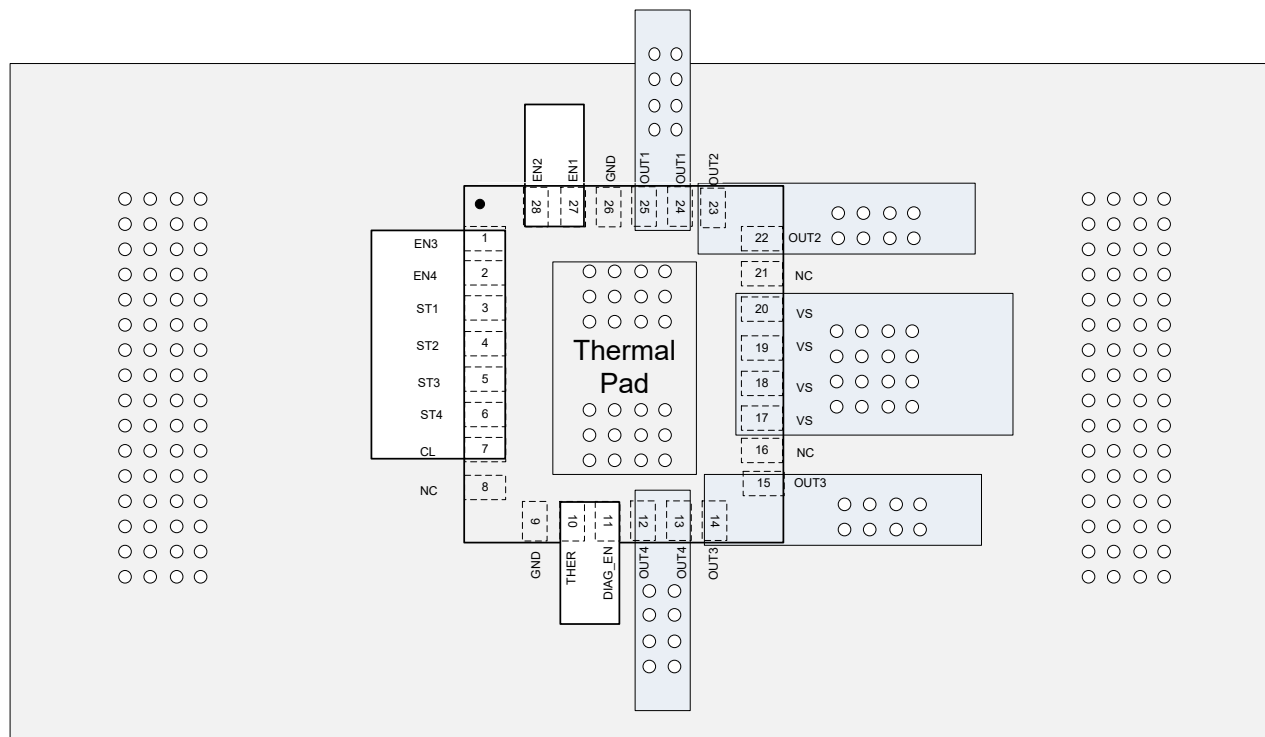 EN2
EN1
GND
OUT1
OUT1
OUT2
28
27
26
25
24
23
EN3 1
EN4 2
ST1 3
ST2 4
ST3 5
ST4 6
CL 7
NC 8
Thermal
Pad
22 OUT2
21 NC
20 VS
19 VS
18 VS
17 VS
16 NC
15 OUT3
9
10
11
12
13
14
GND
THER
DIAG_EN
OUT4
OUT4
OUT3